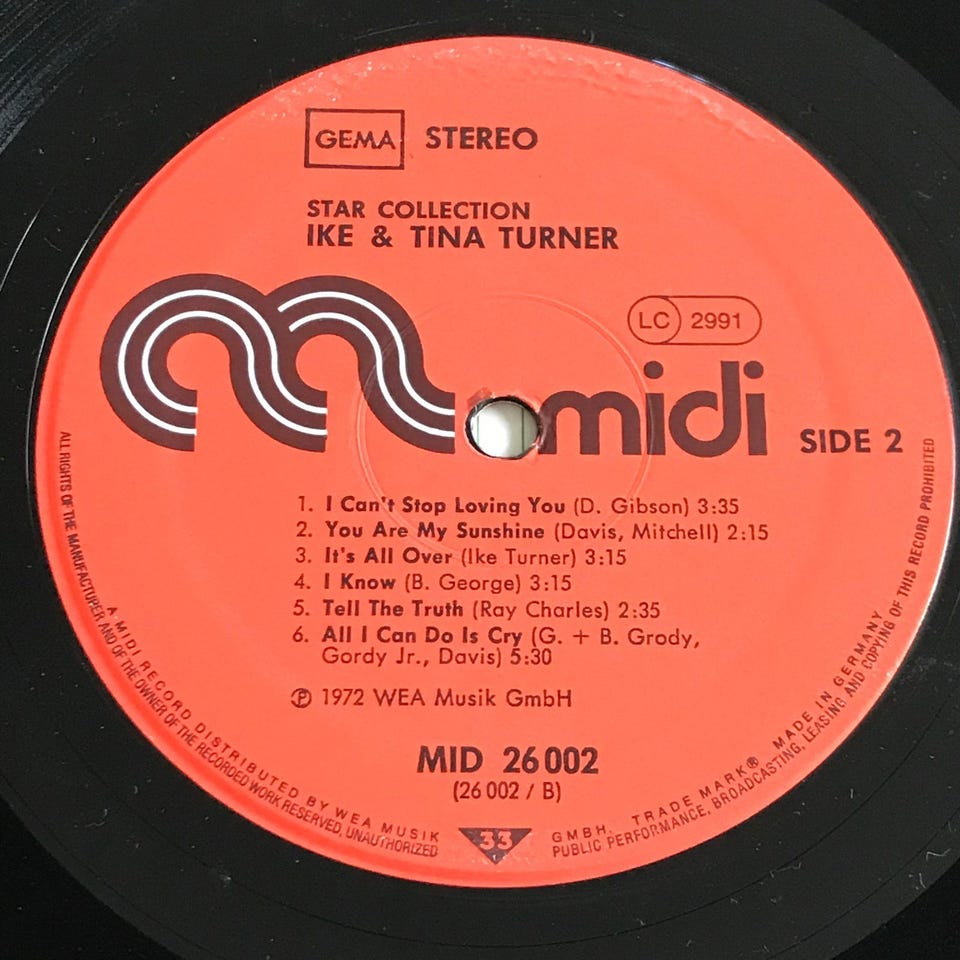 GEMA STEREO
STAR COLLECTION
IKE & TINA TURNER
LC 2991
midi
SIDE 2
1. I Can't Stop Loving You (D. Gibson) 3:35
2. You Are My Sunshine (Davis, Mitchell) 2:15
3. It's All Over (Ike Turner) 3:15
4. I Know (B. George) 3:15
5. Tell The Truth (Ray Charles) 2:35
6. All I Can Do Is Cry (G. + B. Grody,
Gordy Jr., Davis) 5:30
℗ 1972 WEA Musik GmbH
MID 26 002
(26 002 / B)
33
A MIDI RECORD DISTRIBUTED BY WEA MUSIK GMBH. TRADE MARK® MADE IN GERMANY
ALL RIGHTS OF THE MANUFACTURER AND OF THE OWNER OF THE RECORDED WORK RESERVED, UNAUTHORIZED PUBLIC PERFORMANCE, BROADCASTING, LEASING AND COPYING OF THIS RECORD PROHIBITED